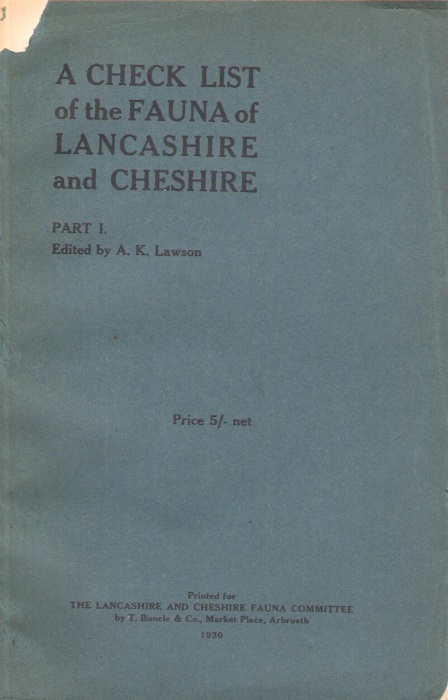 A CHECK LIST
of the FAUNA of
LANCASHIRE
and CHESHIRE
PART I.
Edited by A. K. Lawson
Price 5/- net
Printed for
THE LANCASHIRE AND CHESHIRE FAUNA COMMITTEE
by T. Buncle & Co., Market Place, Arbroath
1930